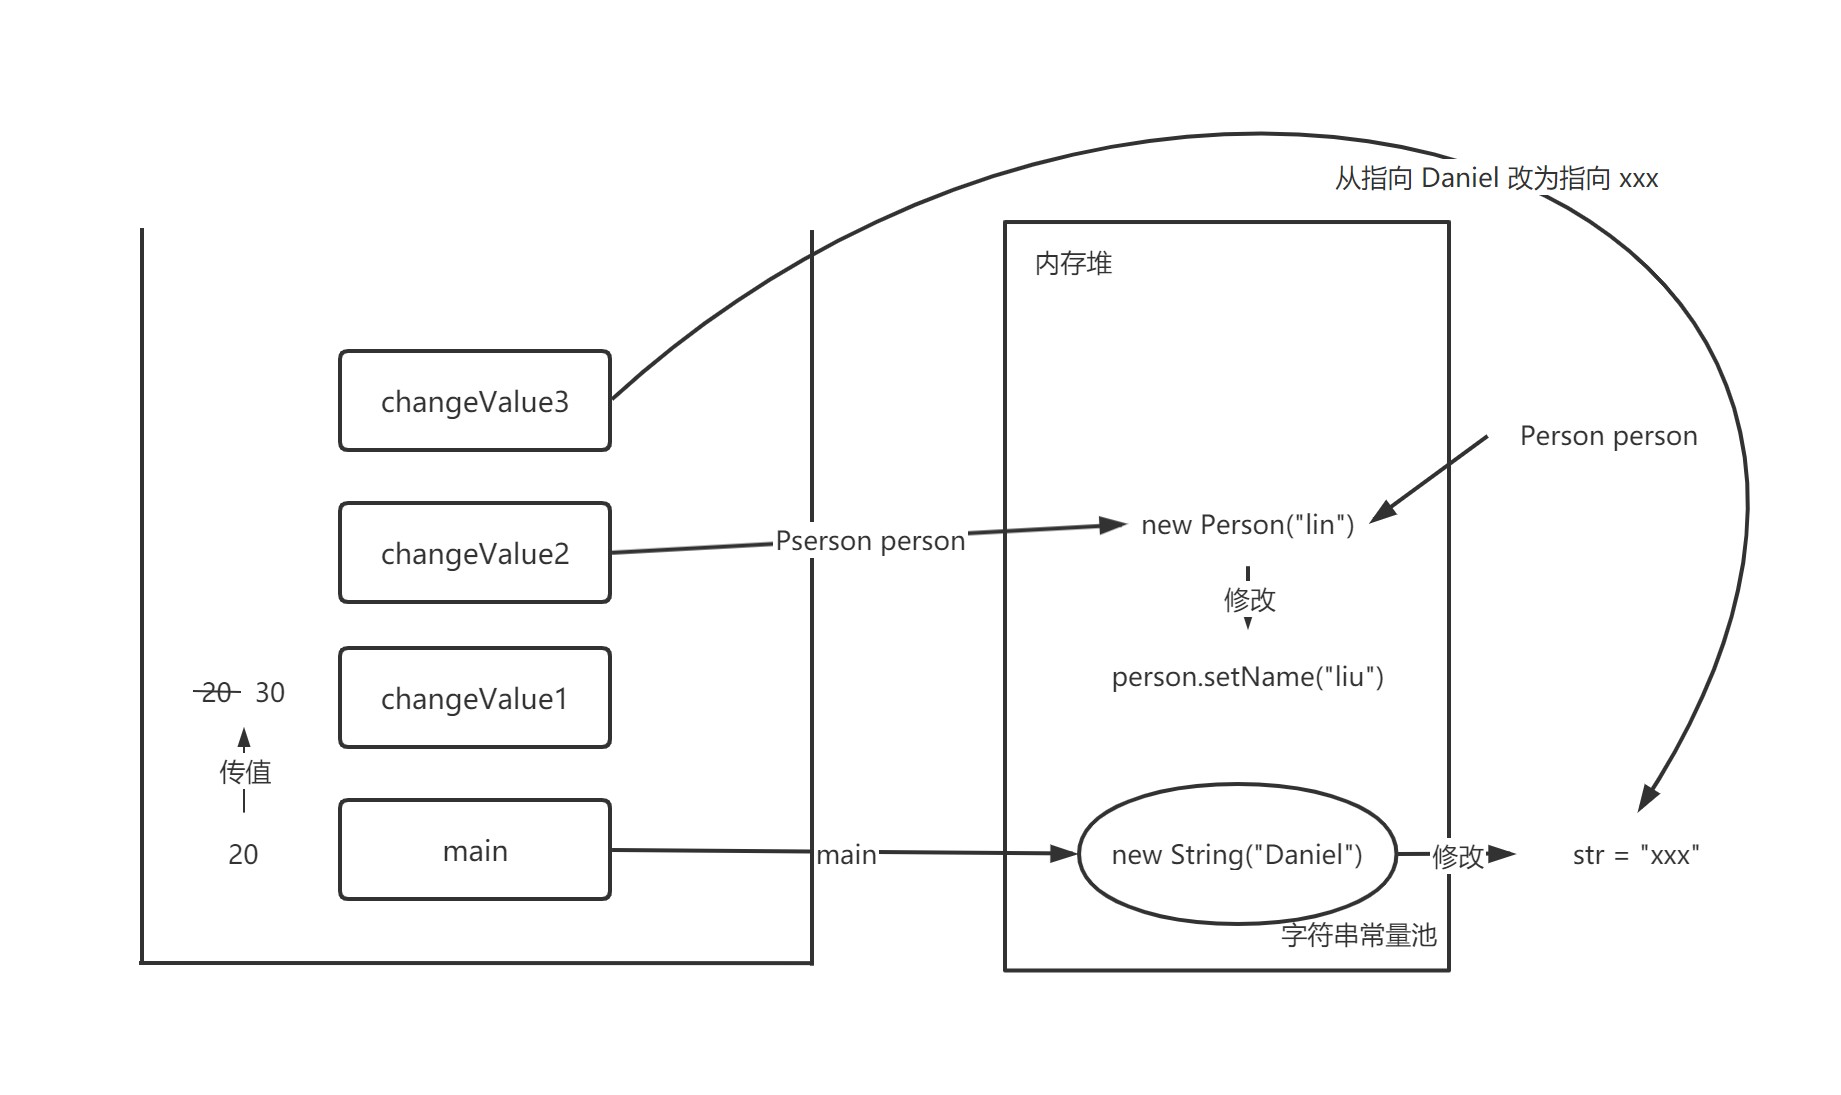 从指向 Daniel 改为指向 xxx
内存堆
changeValue3
Person person
new Person("lin")
Pserson person
changeValue2
修改
person.setName("liu")
20 30
changeValue1
传值
20
main
main
new String("Daniel")
修改
str = "xxx"
字符串常量池